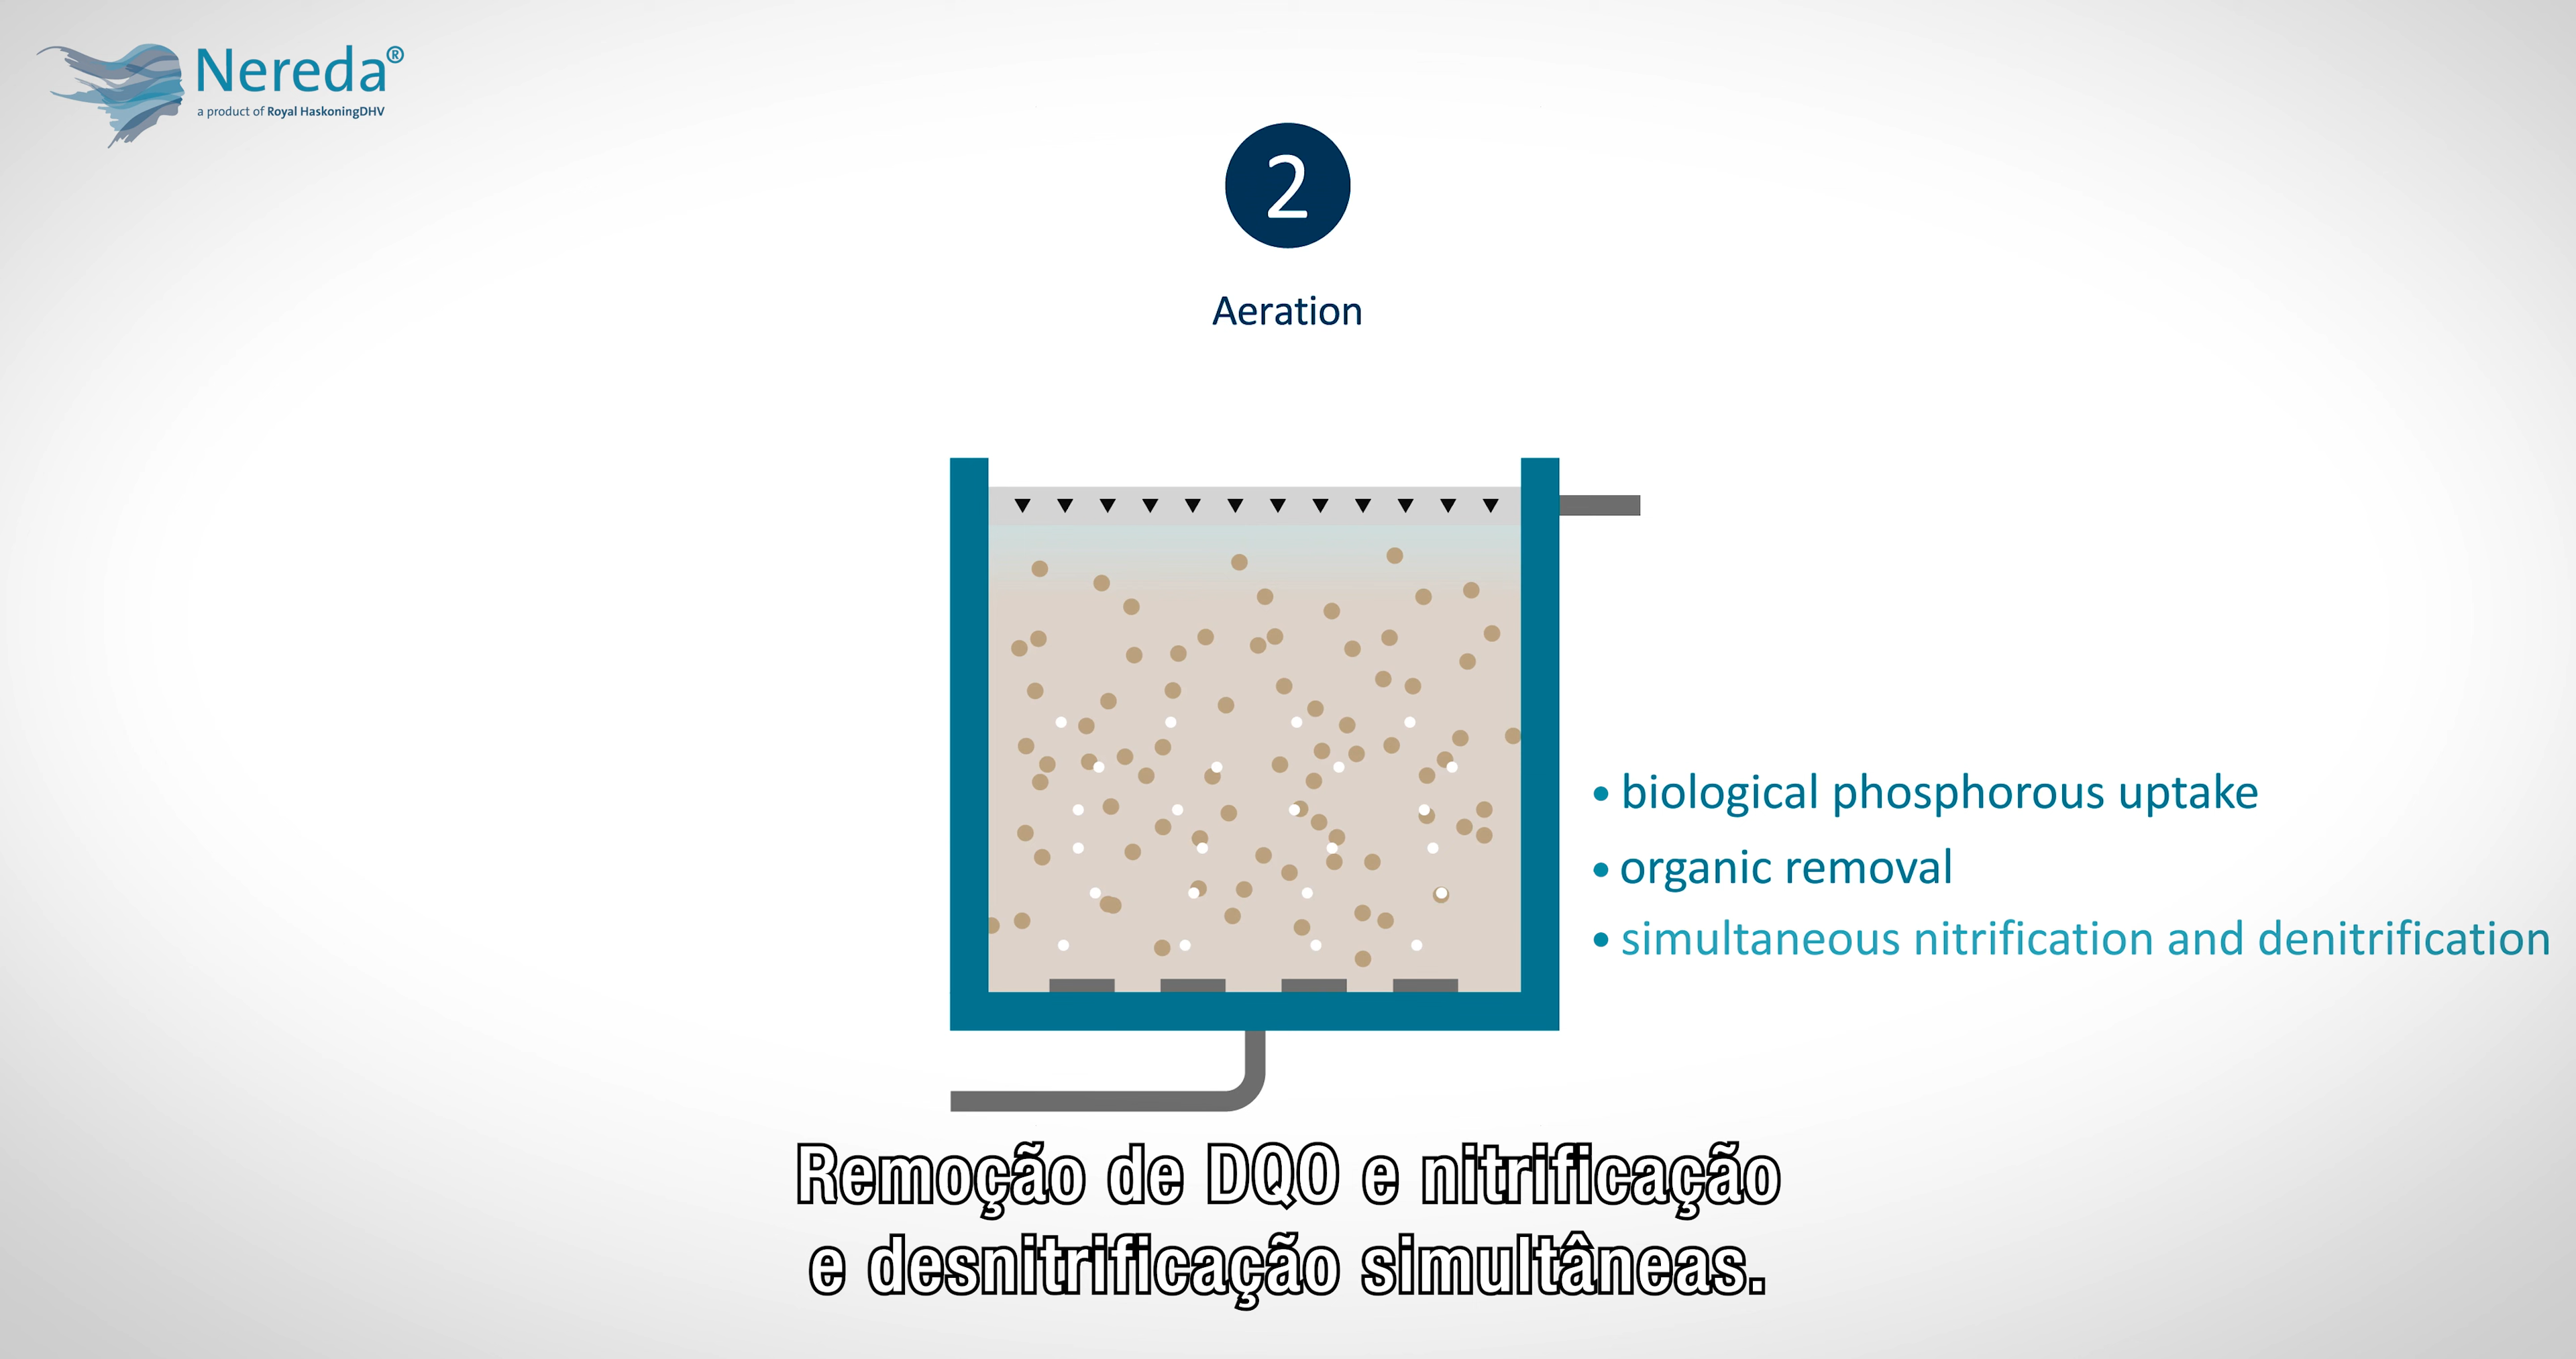 Nereda®
a product of Royal HaskoningDHV
2
Aeration
• biological phosphorous uptake
• organic removal
• simultaneous nitrification and denitrification
Remoção de DQO e nitrificação
e desnitrificação simultâneas.